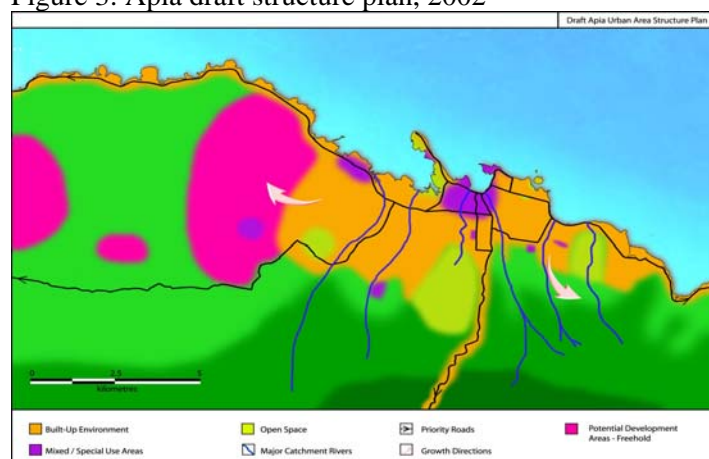 Figure 3: Apia draft structure plan, 2002
Draft Apia Urban Area Structure Plan
0 2.5 5
Kilometres
Built-Up Environment
Open Space
Priority Roads
Potential Development
Areas - Freehold
Mixed / Special Use Areas
Major Catchment Rivers
Growth Directions